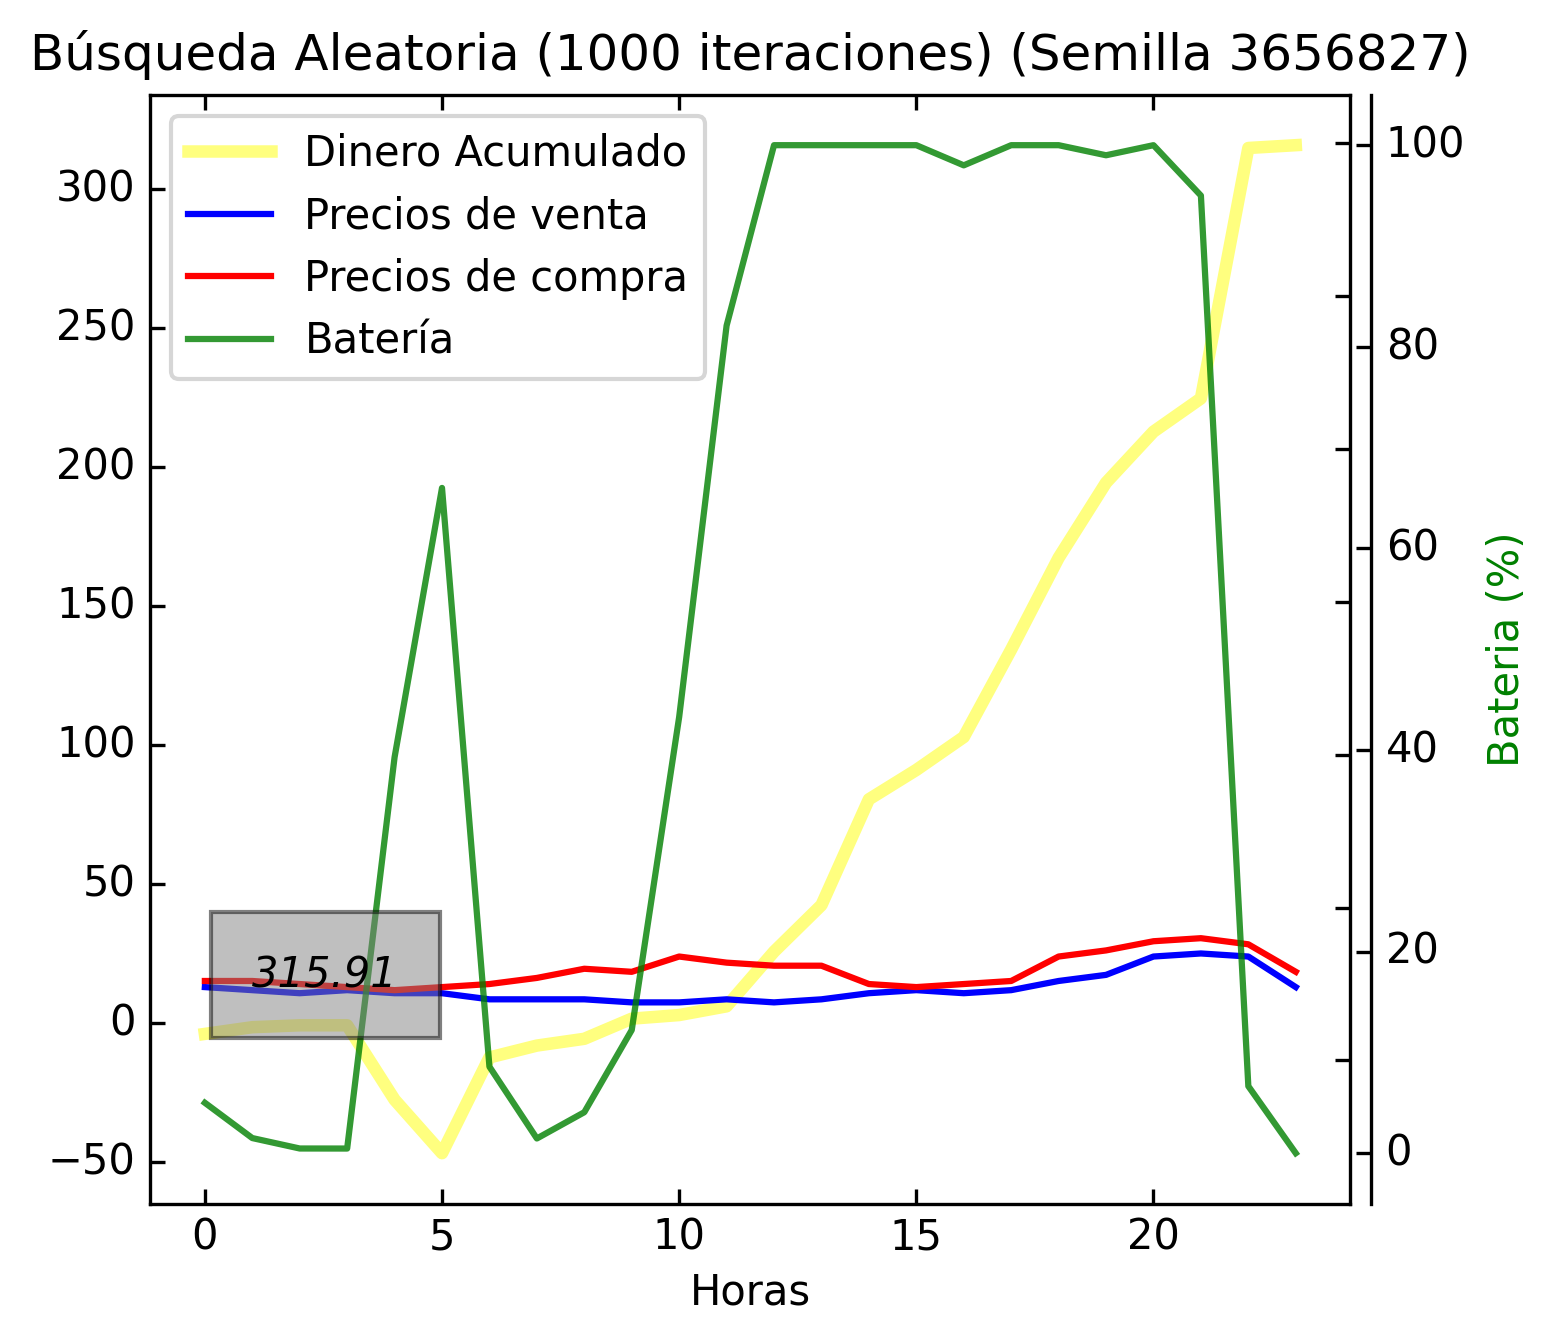 Búsqueda Aleatoria (1000 iteraciones) (Semilla 3656827)
Dinero Acumulado
Precios de venta
Precios de compra
Batería
300
250
200
150
100
50
0
−50
315.91
100
80
60
40
20
0
Bateria (%)
0 5 10 15 20
Horas